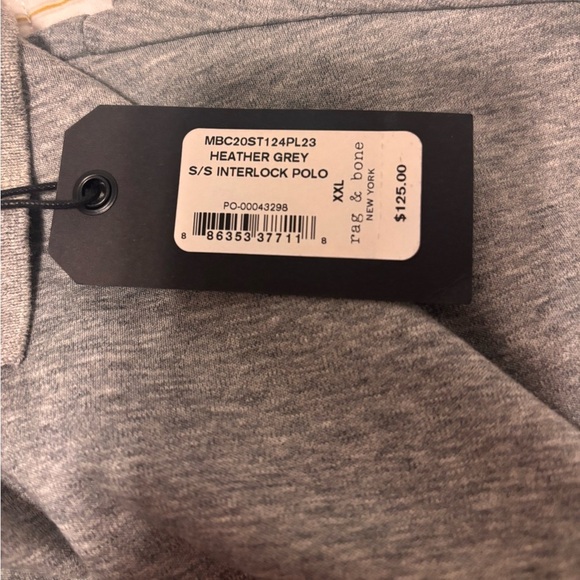 MBC20ST124PL23
HEATHER GREY
S/S INTERLOCK POLO
PO-00043298
8 86353 37711 8
XXL
rag & bone
NEW YORK
$125.00